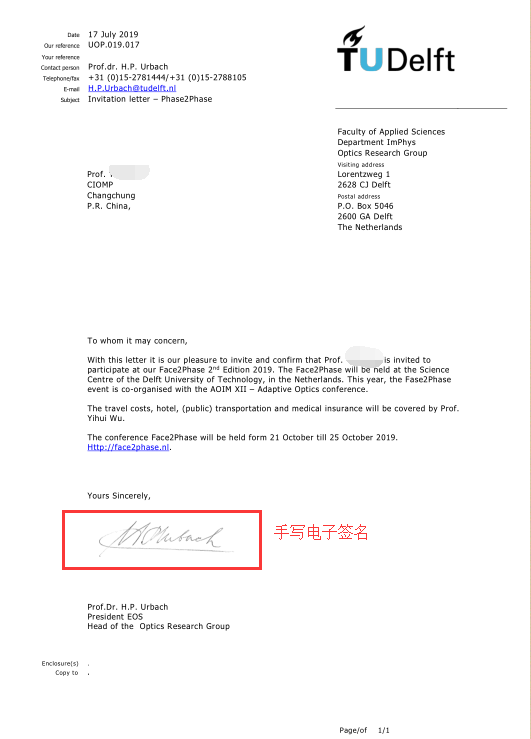 Date 17 July 2019
Our reference UOP.019.017
Your reference
Contact person Prof.dr. H.P. Urbach
Telephone/fax +31 (0)15-2781444/+31 (0)15-2788105
E-mail H.P.Urbach@tudelft.nl
Subject Invitation letter – Phase2Phase
TU Delft
Faculty of Applied Sciences
Department ImPhys
Optics Research Group
Visiting address
Lorentzweg 1
2628 CJ Delft
Postal address
P.O. Box 5046
2600 GA Delft
The Netherlands
Prof.
CIOMP
Changchung
P.R. China,
To whom it may concern,
With this letter it is our pleasure to invite and confirm that Prof. is invited to
participate at our Face2Phase 2nd Edition 2019. The Face2Phase will be held at the Science
Centre of the Delft University of Technology, in the Netherlands. This year, the Fase2Phase
event is co-organised with the AOIM XII – Adaptive Optics conference.
The travel costs, hotel, (public) transportation and medical insurance will be covered by Prof.
Yihui Wu.
The conference Face2Phase will be held form 21 October till 25 October 2019.
Http://face2phase.nl.
Yours Sincerely,
HPUrbach
手写电子签名
Prof.Dr. H.P. Urbach
President EOS
Head of the Optics Research Group
Enclosure(s) .
Copy to .
Page/of 1/1